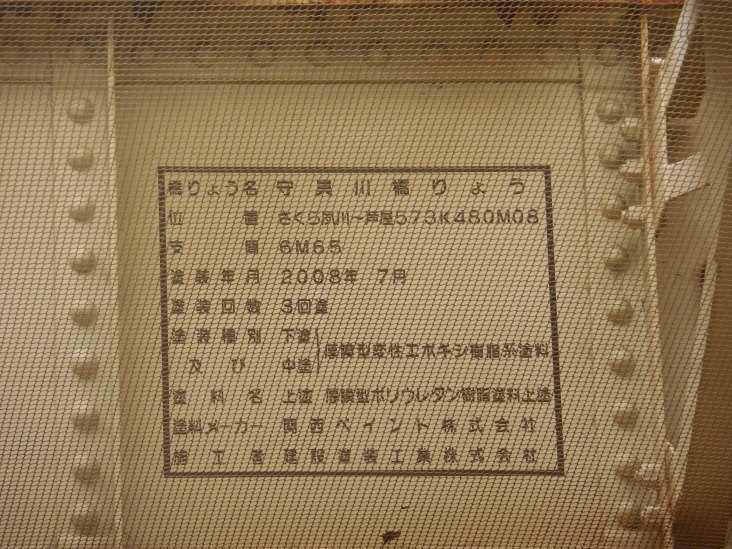 橋りょう名 守具川橋りょう
位置 さくら夙川~芦屋573K480M08
支間 6M65
塗装年月 2008年 7月
塗装回数 3回塗
塗装種別 下塗 厚膜型変性エポキシ樹脂系塗料
及び 中塗
塗料名 上塗 厚膜型ポリウレタン樹脂塗料上塗
塗料メーカー 関西ペイント株式会社
施工者 建設塗装工業株式会社